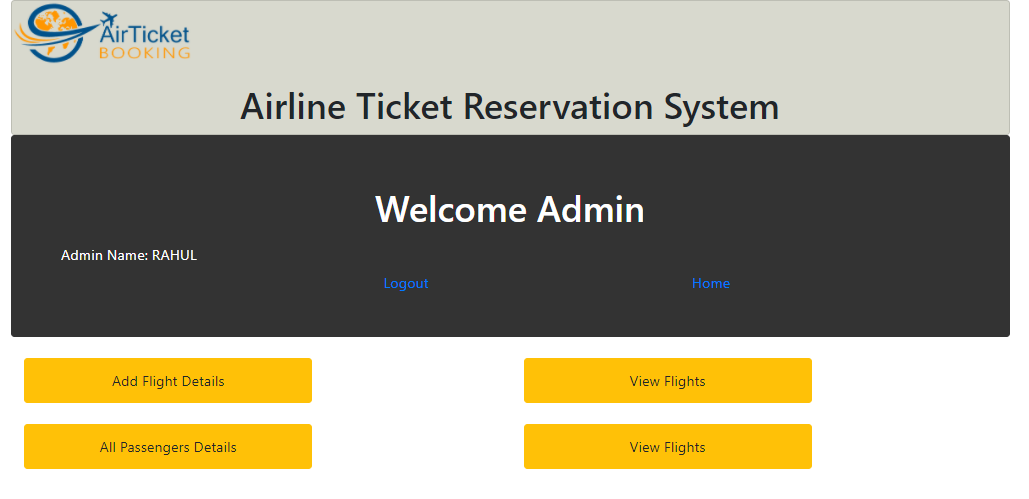 AirTicket
BOOKING
Airline Ticket Reservation System
Welcome Admin
Admin Name: RAHUL
Logout Home
Add Flight Details View Flights
All Passengers Details View Flights